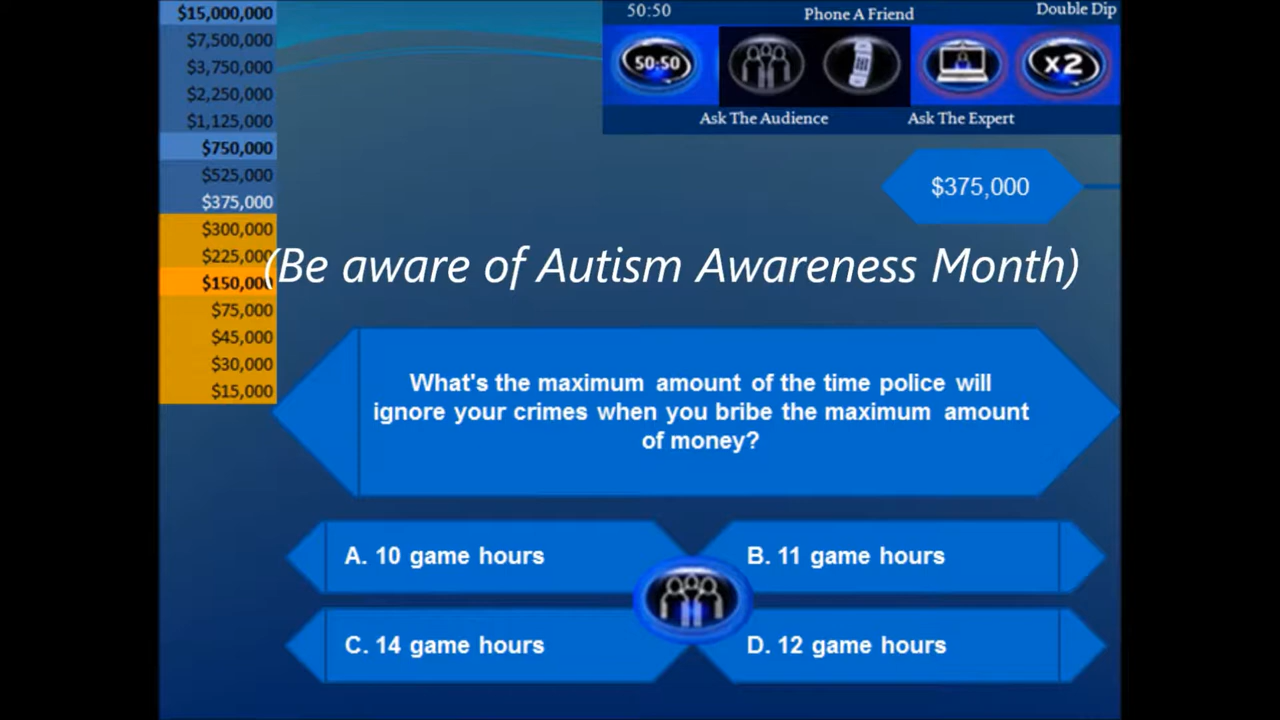 $15,000,000
$7,500,000
$3,750,000
$2,250,000
$1,125,000
$750,000
$525,000
$375,000
$300,000
$225,000
$150,000
$75,000
$45,000
$30,000
$15,000
50:50
Phone A Friend
Double Dip
50:50
x2
Ask The Audience
Ask The Expert
$375,000
(Be aware of Autism Awareness Month)
What's the maximum amount of the time police will
ignore your crimes when you bribe the maximum amount
of money?
A. 10 game hours
B. 11 game hours
C. 14 game hours
D. 12 game hours